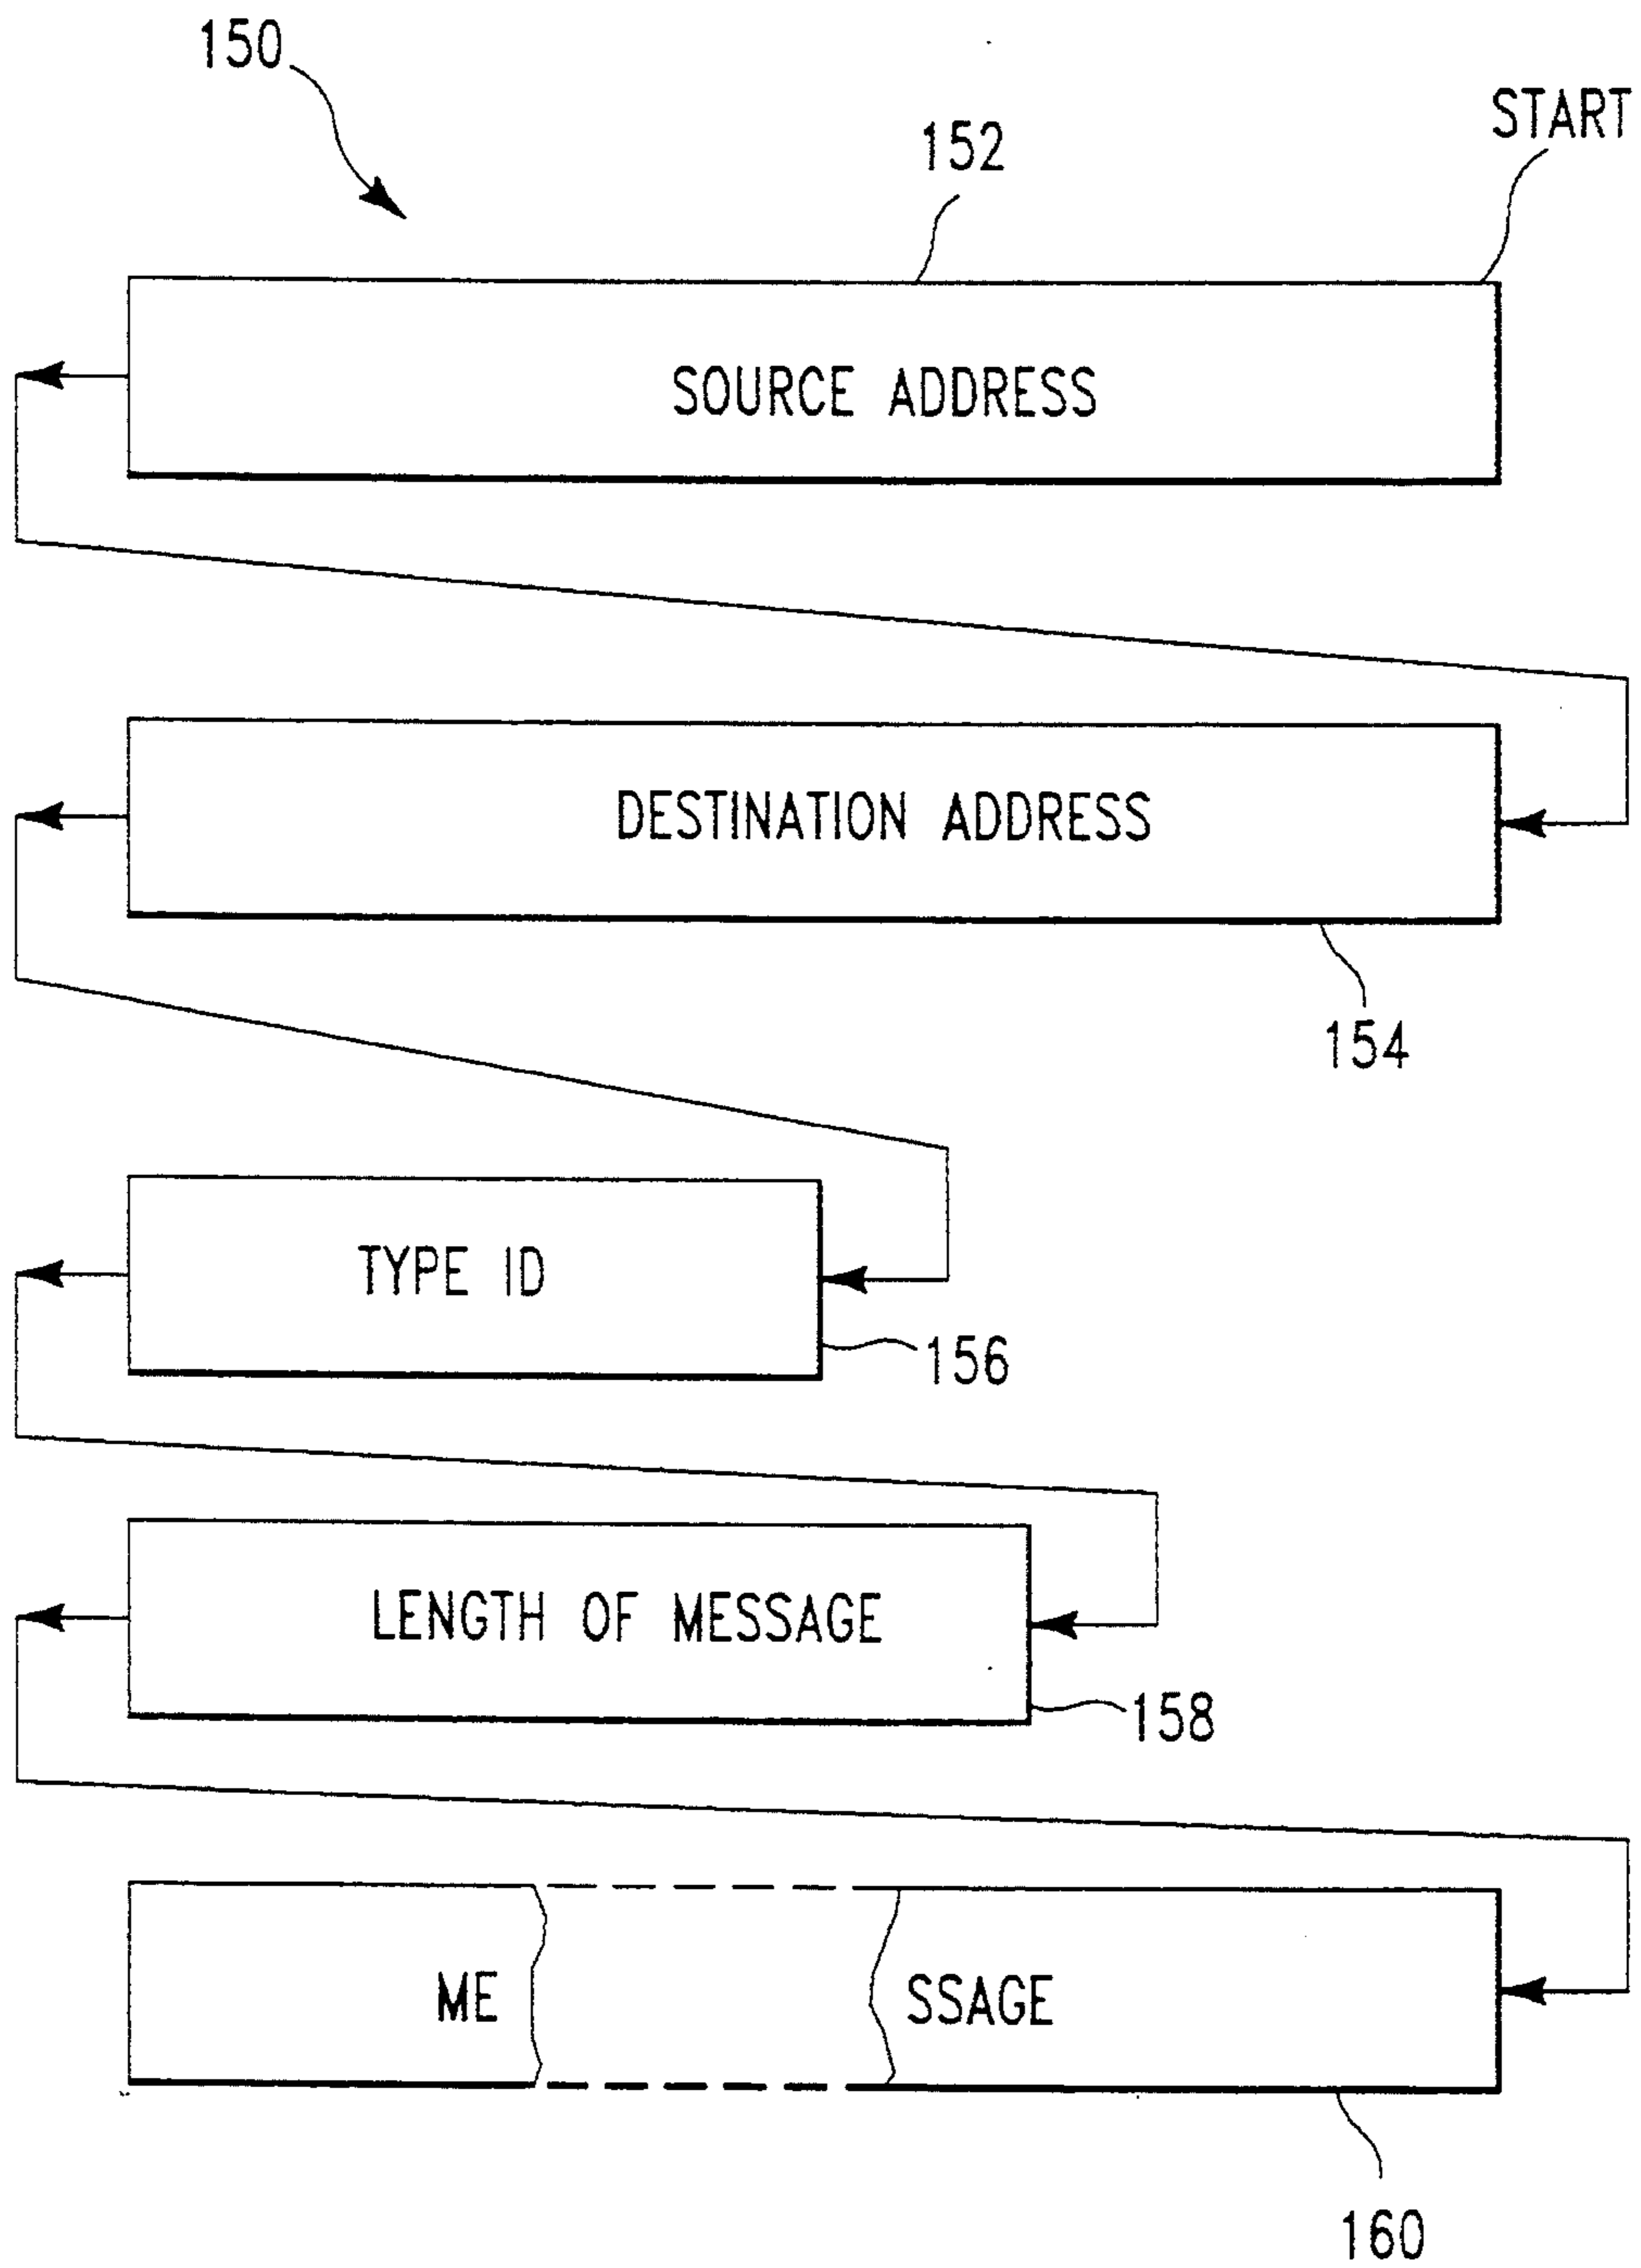 150
START
152
SOURCE ADDRESS
DESTINATION ADDRESS
154
TYPE ID
156
LENGTH OF MESSAGE
158
ME SSAGE
160